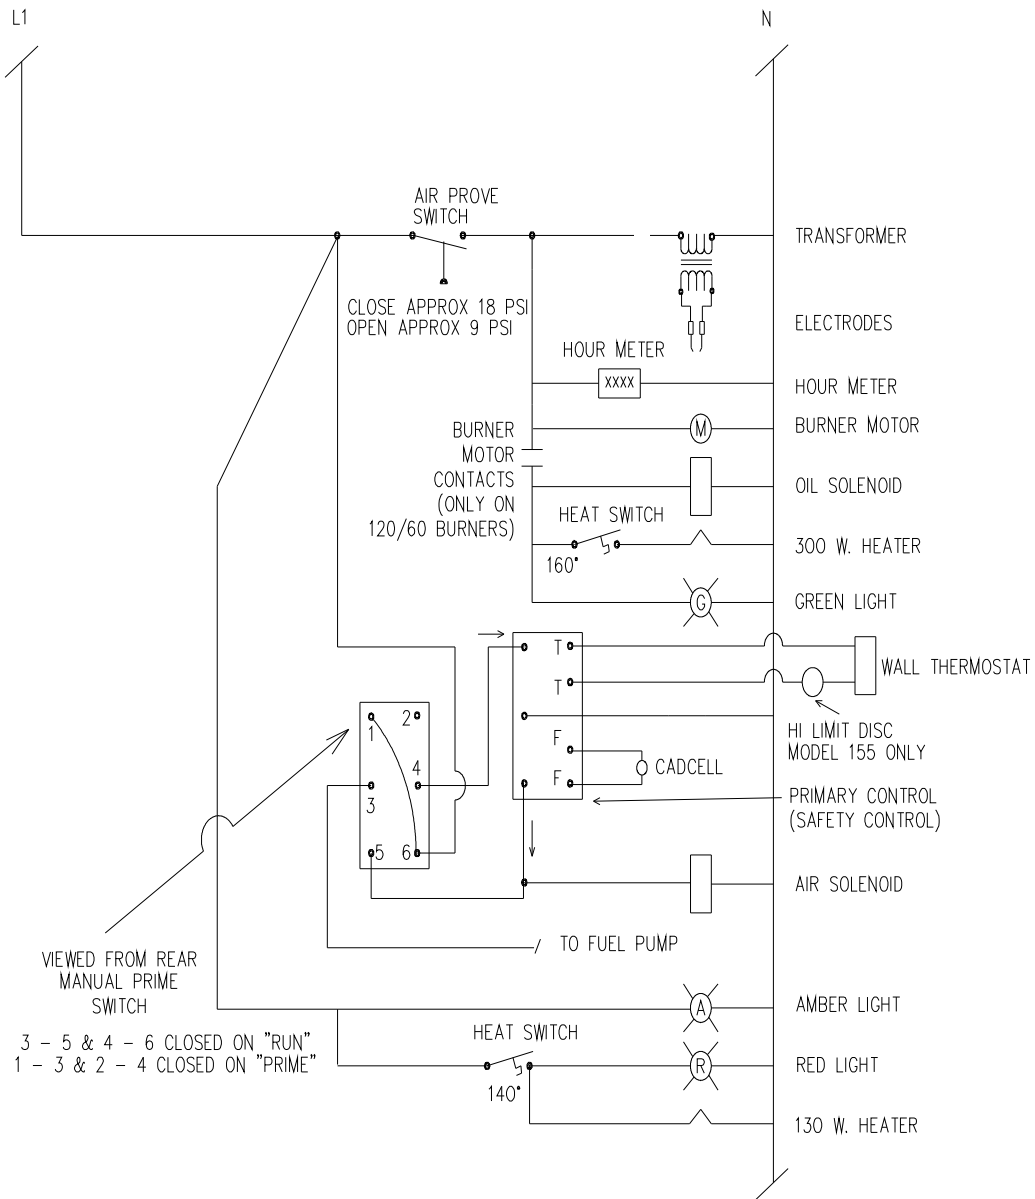 L1
N
AIR PROVE
SWITCH
TRANSFORMER
CLOSE APPROX 18 PSI
OPEN APPROX 9 PSI
ELECTRODES
HOUR METER
XXXX
HOUR METER
BURNER
MOTOR
CONTACTS
(ONLY ON
120/60 BURNERS)
M
BURNER MOTOR
OIL SOLENOID
HEAT SWITCH
160°
300 W. HEATER
G
GREEN LIGHT
T
T
F
F
WALL THERMOSTAT
HI LIMIT DISC
MODEL 155 ONLY
CADCELL
PRIMARY CONTROL
(SAFETY CONTROL)
1
2
3
4
5
6
AIR SOLENOID
TO FUEL PUMP
VIEWED FROM REAR
MANUAL PRIME
SWITCH
3 - 5 & 4 - 6 CLOSED ON "RUN"
1 - 3 & 2 - 4 CLOSED ON "PRIME"
A
AMBER LIGHT
HEAT SWITCH
140°
R
RED LIGHT
130 W. HEATER